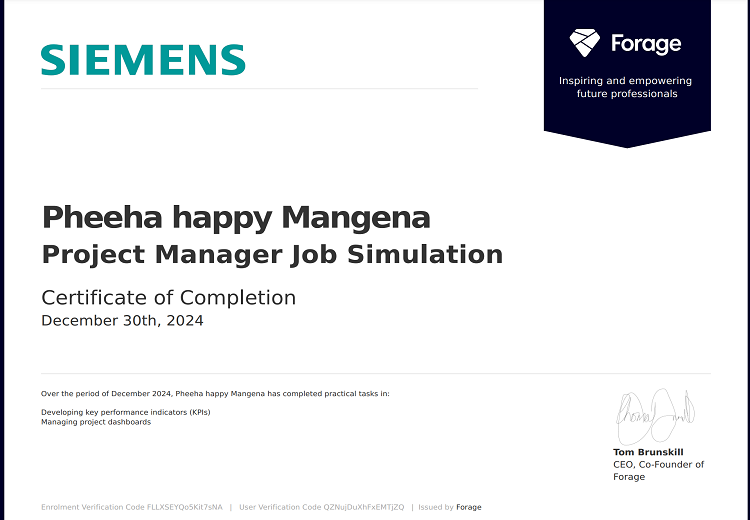 SIEMENS
Forage
Inspiring and empowering
future professionals
Pheeha happy Mangena
Project Manager Job Simulation
Certificate of Completion
December 30th, 2024
Over the period of December 2024, Pheeha happy Mangena has completed practical tasks in:
Developing key performance indicators (KPIs)
Managing project dashboards
Tom Brunskill
CEO, Co-Founder of
Forage
Enrolment Verification Code FLLXSEYQoSKit7sNA | User Verification Code QZNujDuXhFxEMTjZQ | Issued by Forage